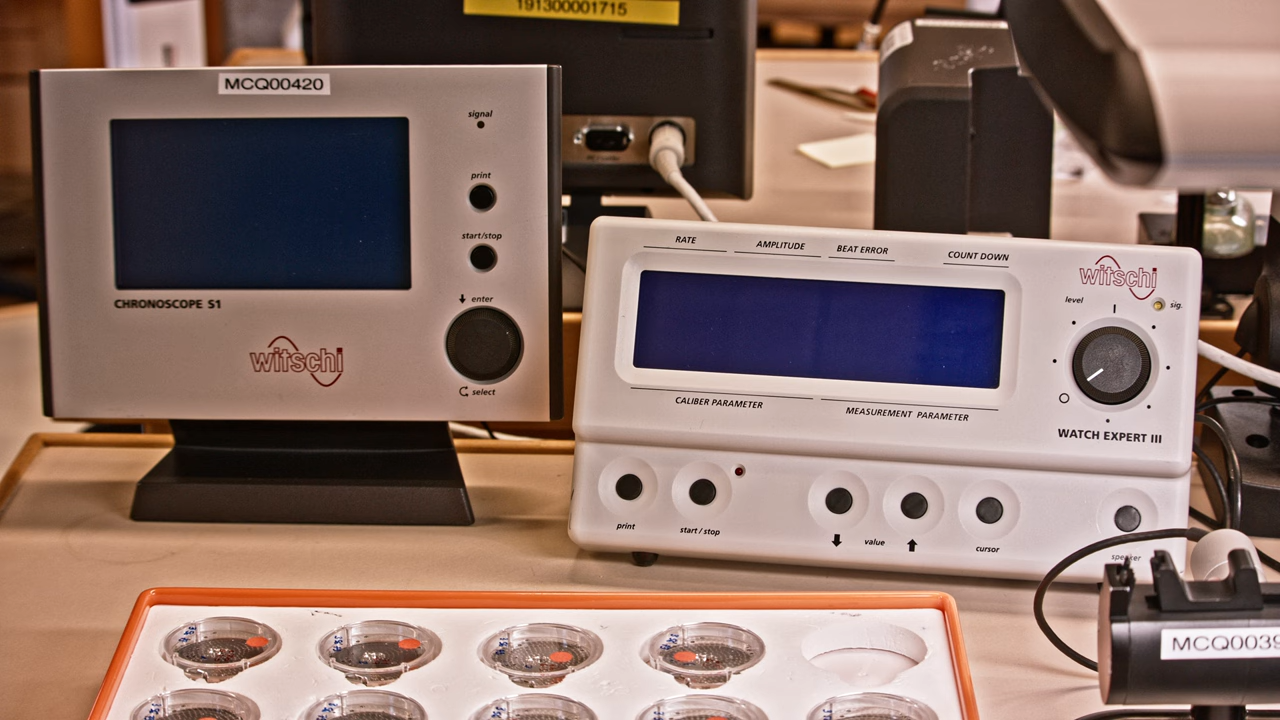 191300001715
MCQ00420
signal
print
start/stop
enter
select
CHRONOSCOPE S1
witschi
RATE
AMPLITUDE
BEAT ERROR
COUNT DOWN
witschi
level
sig.
CALIBER PARAMETER
MEASUREMENT PARAMETER
WATCH EXPERT III
print
start / stop
value
cursor
speaker
MCQ0039